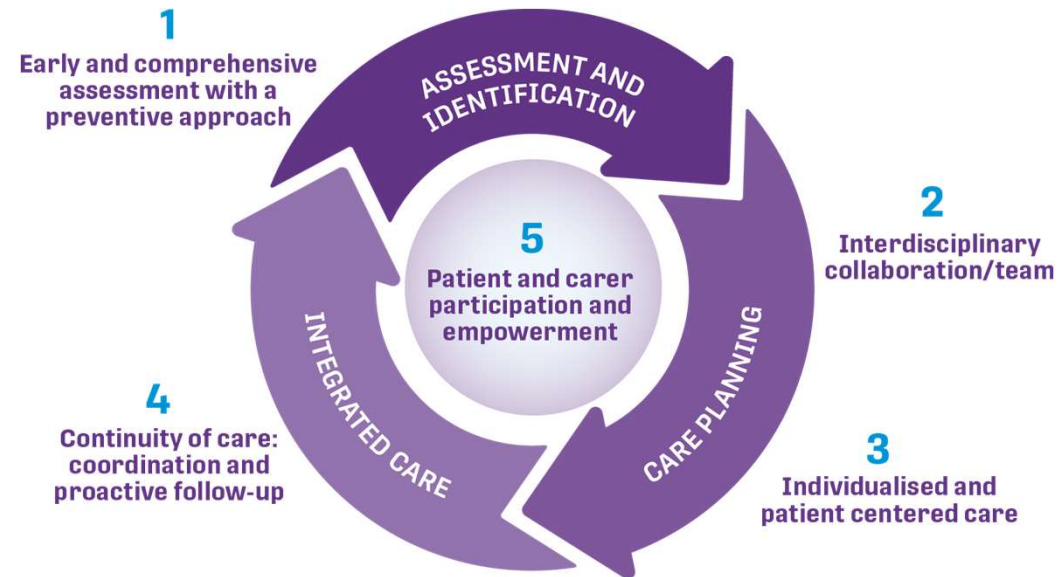 1
Early and comprehensive
assessment with a
preventive approach
ASSESSMENT AND
IDENTIFICATION
2
Interdisciplinary
collaboration/team
5
Patient and carer
participation and
empowerment
CARE PLANNING
3
Individualised and
patient centered care
4
Continuity of care:
coordination and
proactive follow-up
INTEGRATED CARE